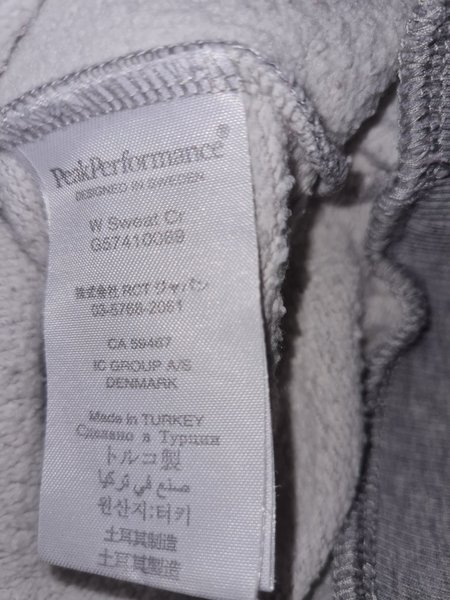 PeakPerformance®
DESIGNED IN SWEDEN
W Sweat Cr
G57410069
株式会社 RCT ジャパン
03-5768-2061
CA 59467
IC GROUP A/S
DENMARK
Made in TURKEY
Сделано в Турции
トルコ製
صنع في تركيا
원산지:터키
土耳其制造
土耳其製造